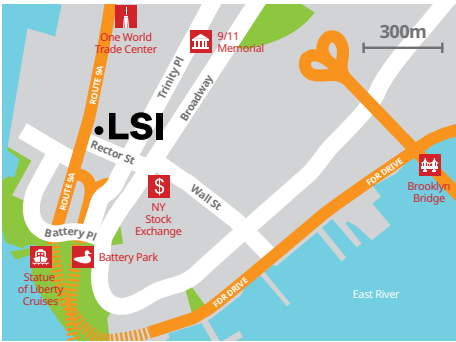 300m
One World
Trade Center
9/11
Memorial
ROUTE 9A
Trinity Pl
Broadway
•LSI
Rector St
FDR DRIVE
Brooklyn
Bridge
ROUTE 9A
$
Wall St
NY
Stock
Exchange
Battery Pl
Battery Park
Statue
of Liberty
Cruises
FDR DRIVE
East River